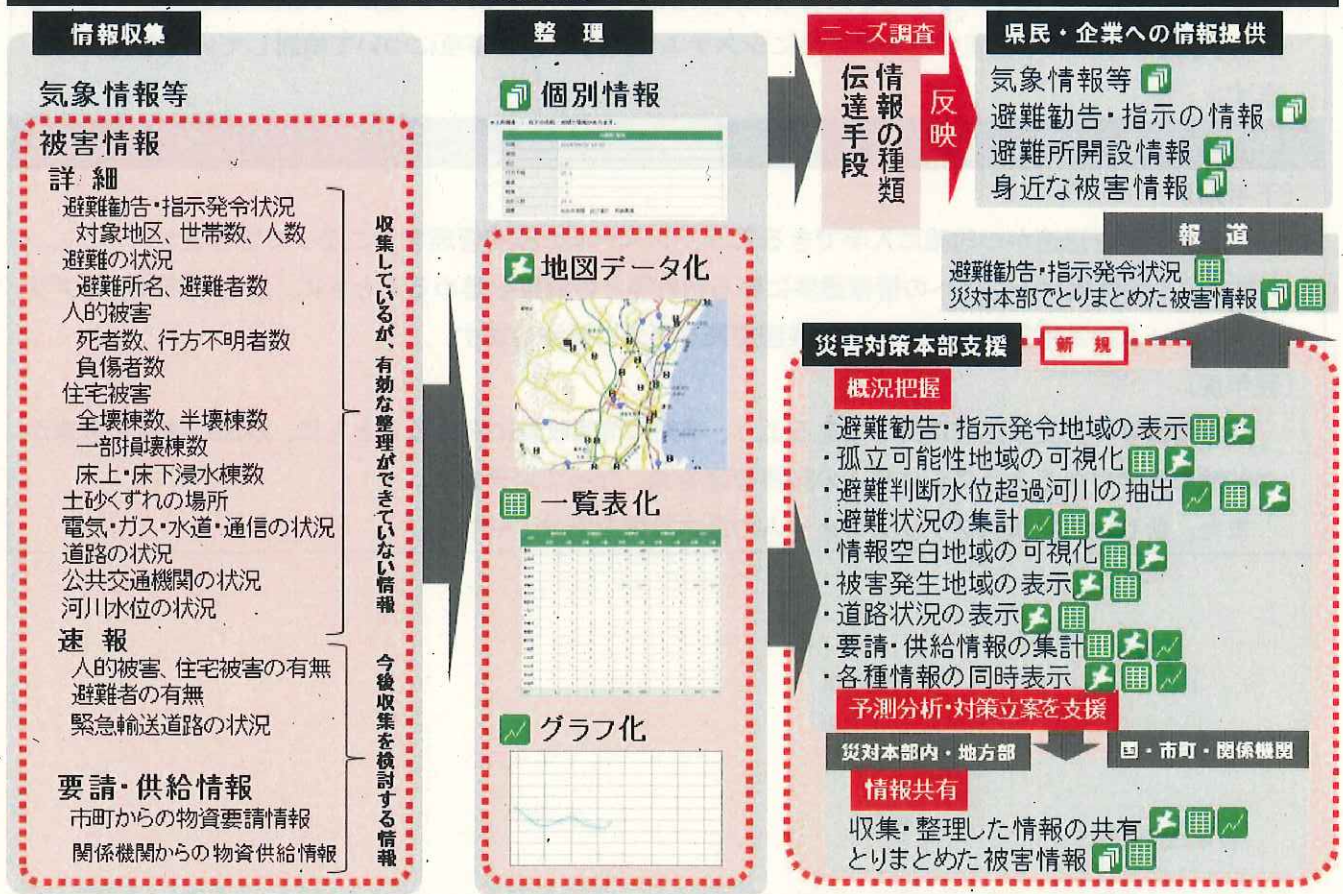 情報収集
気象情報等
被害情報
詳細
避難勧告・指示発令状況
対象地区、世帯数、人数
避難の状況
避難所名、避難者数
人的被害
死者数、行方不明者数
負傷者数
住宅被害
全壊棟数、半壊棟数
一部損壊棟数
床上・床下浸水棟数
土砂くずれの場所
電気・ガス・水道・通信の状況
道路の状況
公共交通機関の状況
河川水位の状況
収集しているが、有効な整理ができていない情報
速報
人的被害、住宅被害の有無
避難者の有無
緊急輸送道路の状況
要請・供給情報
市町からの物資要請情報
関係機関からの物資供給情報
今後収集を検討する情報
整理
個別情報
地図データ化
一覧表化
グラフ化
ニーズ調査
情報の種類
伝達手段
反映
県民・企業への情報提供
気象情報等
避難勧告・指示の情報
避難所開設情報
身近な被害情報
報道
避難勧告・指示発令状況
災対本部でとりまとめた被害情報
災害対策本部支援
新規
概況把握
・避難勧告・指示発令地域の表示
・孤立可能性地域の可視化
・避難判断水位超過河川の抽出
・避難状況の集計
・情報空白地域の可視化
・被害発生地域の表示
・道路状況の表示
・要請・供給情報の集計
・各種情報の同時表示
予測分析・対策立案を支援
災対本部内・地方部
国・市町・関係機関
情報共有
収集・整理した情報の共有
とりまとめた被害情報